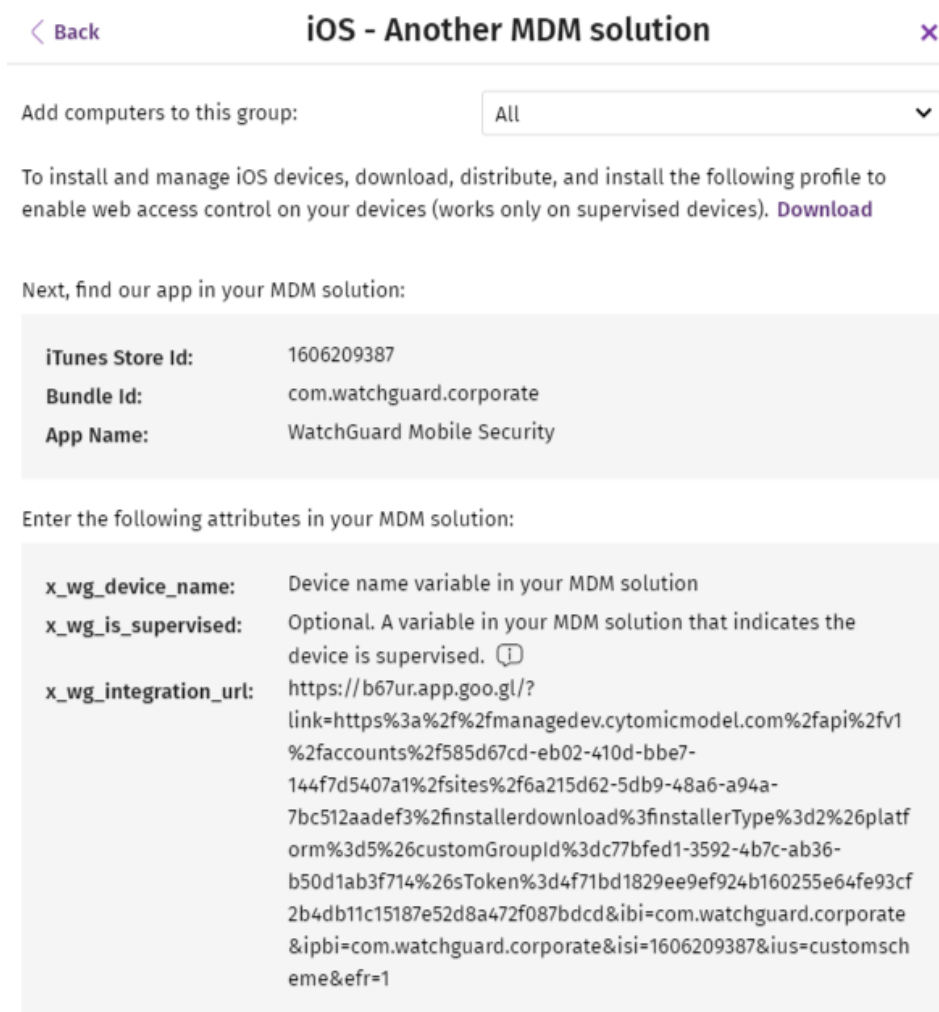 Back
iOS - Another MDM solution
Add computers to this group:
All
To install and manage iOS devices, download, distribute, and install the following profile to
enable web access control on your devices (works only on supervised devices). Download
Next, find our app in your MDM solution:
iTunes Store Id: 1606209387
Bundle Id: com.watchguard.corporate
App Name: WatchGuard Mobile Security
Enter the following attributes in your MDM solution:
x_wg_device_name: Device name variable in your MDM solution
x_wg_is_supervised: Optional. A variable in your MDM solution that indicates the
device is supervised.
x_wg_integration_url: https://b67ur.app.goo.gl/?
link=https%3a%2f%2fmanagedev.cytomicmodel.com%2fapi%2fv1
%2faccounts%2f585d67cd-eb02-410d-bbe7-
144f7d5407a1%2fsites%2f6a215d62-5db9-48a6-a94a-
7bc512aadef3%2finstallerdownload%3finstallerType%3d2%26platf
orm%3d5%26customGroupId%3dc77bfed1-3592-4b7c-ab36-
b50d1ab3f714%26sToken%3d4f71bd1829ee9ef924b160255e64fe93cf
2b4db11c15187e52d8a472f087bdcd&ibi=com.watchguard.corporate
&ipbi=com.watchguard.corporate&isi=1606209387&ius=customsch
eme&efr=1